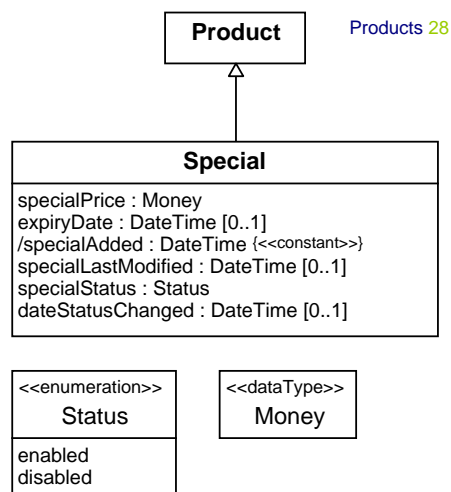 Product
Products 28
Special
specialPrice : Money
expiryDate : DateTime [0..1]
/specialAdded : DateTime {<<constant>>}
specialLastModified : DateTime [0..1]
specialStatus : Status
dateStatusChanged : DateTime [0..1]
<<enumeration>>
Status
enabled
disabled
<<dataType>>
Money